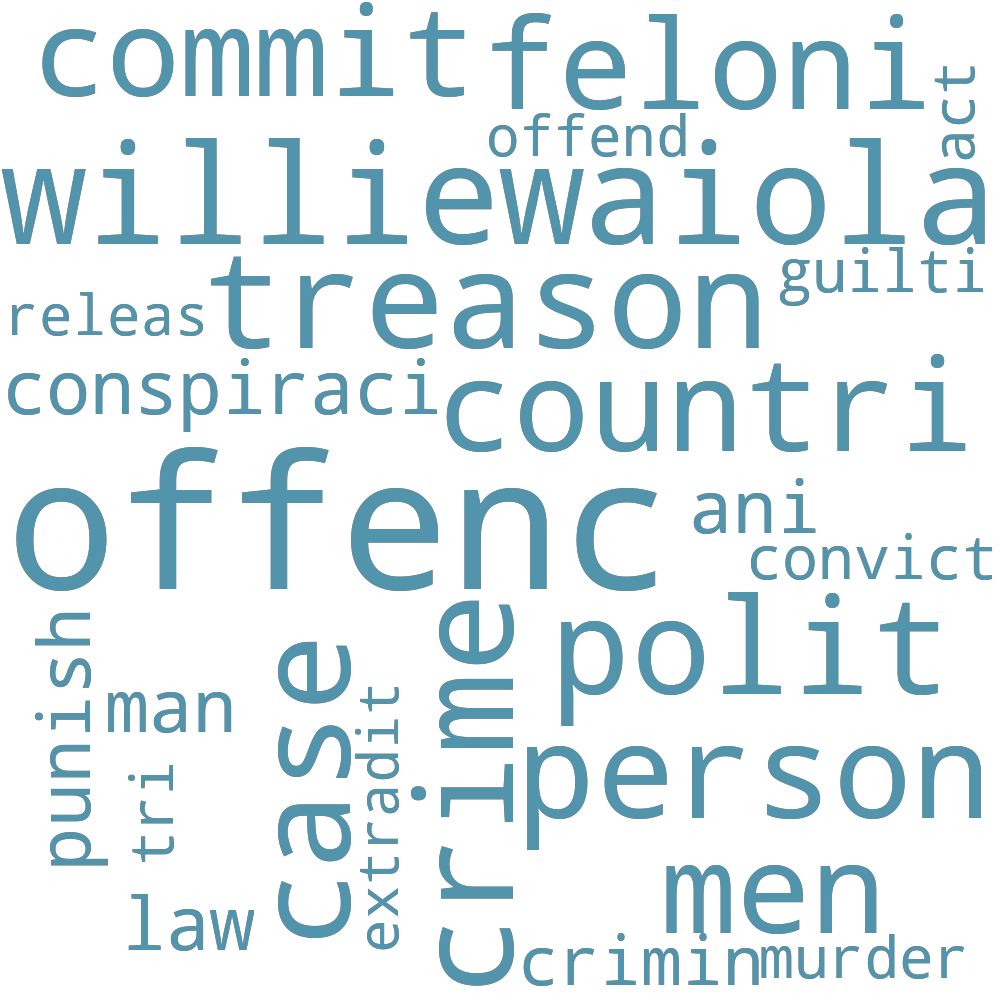 commit feloni
act
offend
williewaiola
treason guilti
releas
conspiraci countri
offenc ani
convict
punish case crime polit
man extradit
tri person
law men
crimin murder